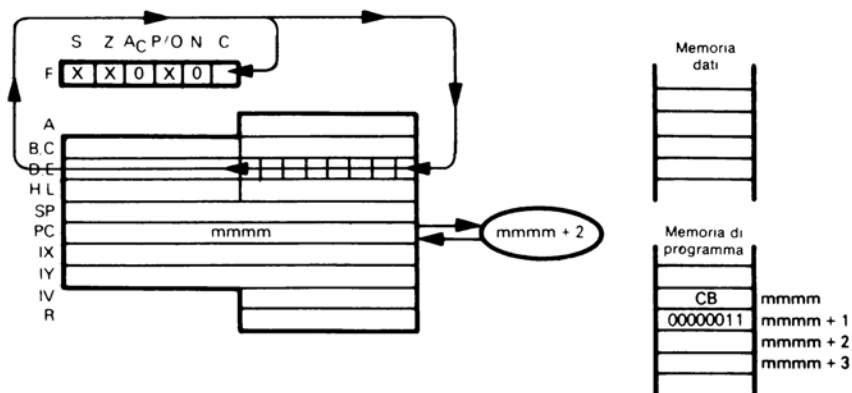 S Z AC P/O N C
F X X 0 X 0
A
B.C
D.E
H L
SP
PC mmmm mmmm + 2
IX
IY
IV
R
Memoria
dati
Memoria di
programma
CB mmmm
00000011 mmmm + 1
mmmm + 2
mmmm + 3